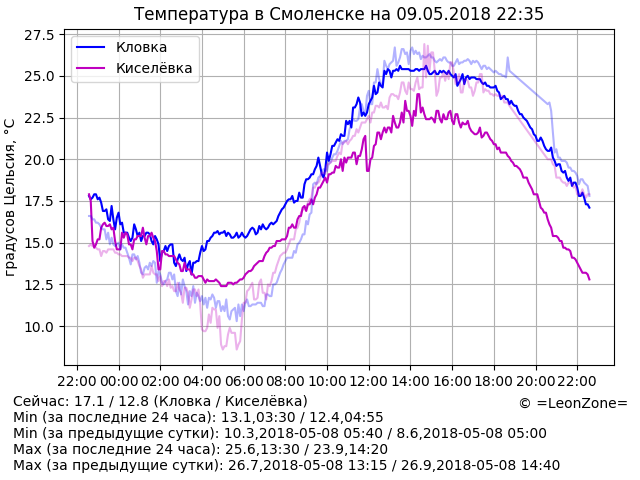 Температура в Смоленске на 09.05.2018 22:35
градусов Цельсия, °C
27.5
25.0
22.5
20.0
17.5
15.0
12.5
10.0
Кловка
Киселёвка
22:00 00:00 02:00 04:00 06:00 08:00 10:00 12:00 14:00 16:00 18:00 20:00 22:00
Сейчас: 17.1 / 12.8 (Кловка / Киселёвка)
© =LeonZone=
Min (за последние 24 часа): 13.1,03:30 / 12.4,04:55
Min (за предыдущие сутки): 10.3,2018-05-08 05:40 / 8.6,2018-05-08 05:00
Max (за последние 24 часа): 25.6,13:30 / 23.9,14:20
Max (за предыдущие сутки): 26.7,2018-05-08 13:15 / 26.9,2018-05-08 14:40